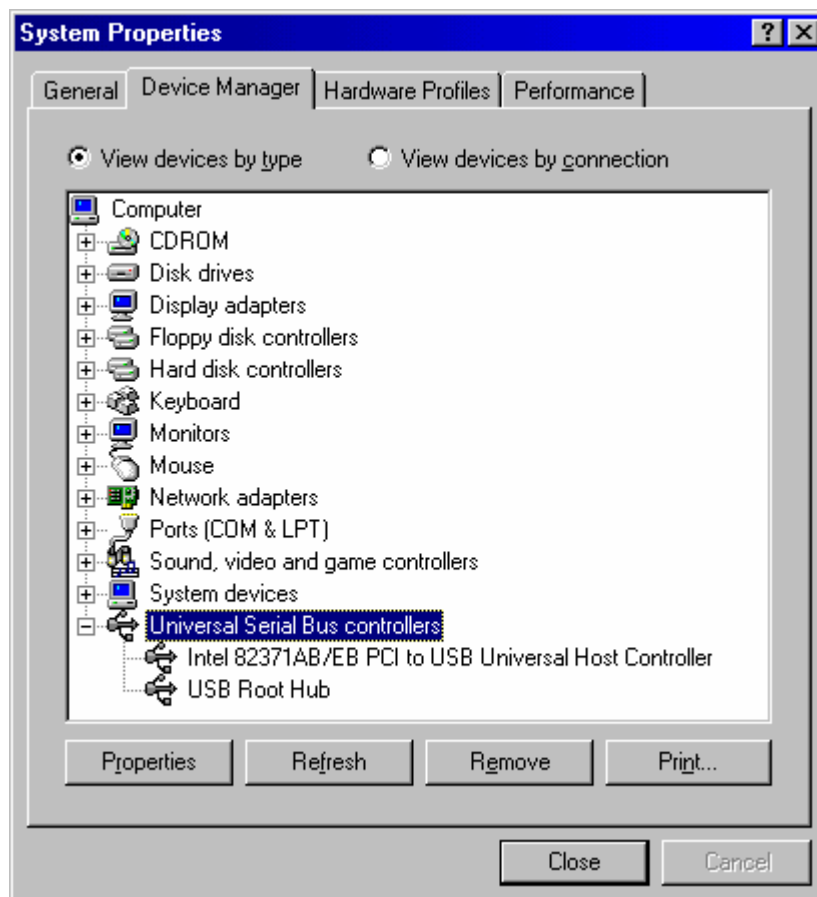 System Properties
General Device Manager Hardware Profiles Performance
View devices by type View devices by connection
Computer
CDROM
Disk drives
Display adapters
Floppy disk controllers
Hard disk controllers
Keyboard
Monitors
Mouse
Network adapters
Ports (COM & LPT)
Sound, video and game controllers
System devices
Universal Serial Bus controllers
Intel 82371AB/EB PCI to USB Universal Host Controller
USB Root Hub
Properties Refresh Remove Print...
Close Cancel